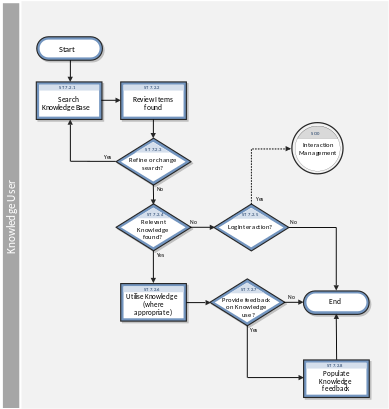 Knowledge User
Start
ST 7.2.1
Search
Knowledge Base
ST 7.2.2
Review Items
found
ST 7.2.3
Refine or change
search?
Yes
No
ST 7.2.4
Relevant
Knowledge
found?
No
Yes
ST 7.2.5
Log Interaction?
Yes
No
Interaction
Management
ST 7.2.6
Utilise Knowledge
(where
appropriate)
ST 7.2.7
Provide feedback
on Knowledge
use?
No
Yes
End
ST 7.2.8
Populate
Knowledge
feedback